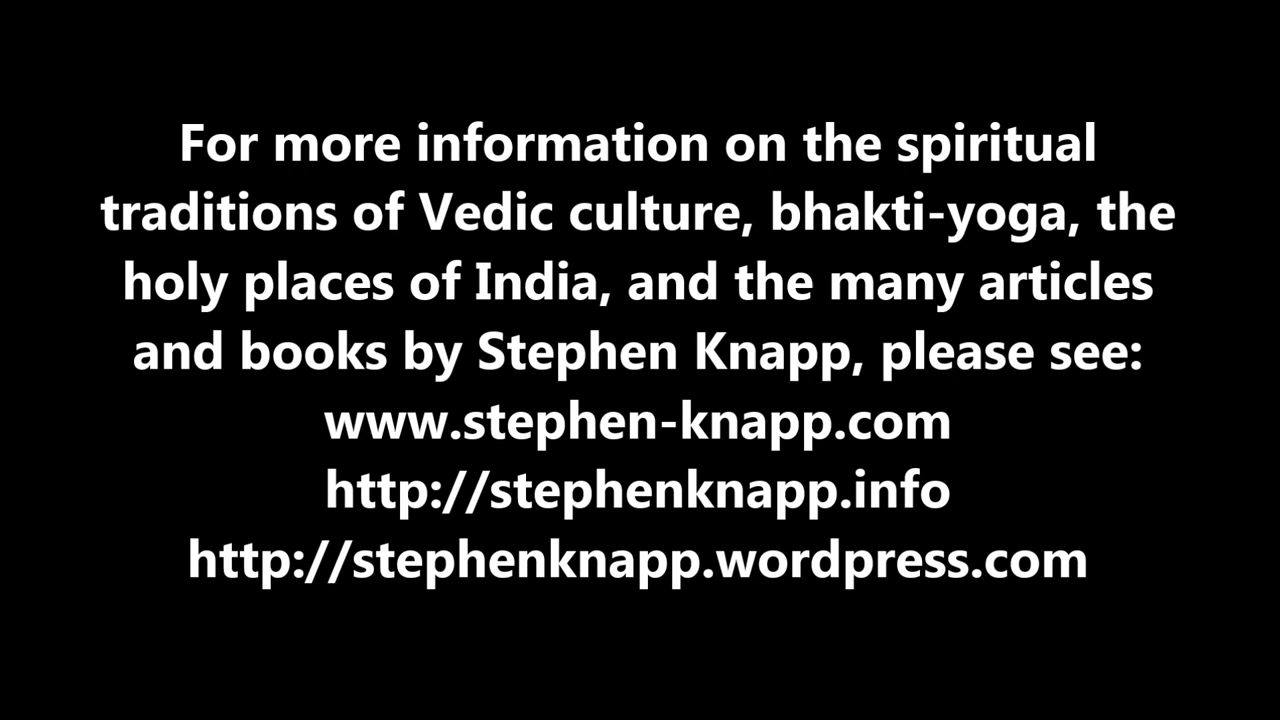 For more information on the spiritual
traditions of Vedic culture, bhakti-yoga, the
holy places of India, and the many articles
and books by Stephen Knapp, please see:
www.stephen-knapp.com
http://stephenknapp.info
http://stephenknapp.wordpress.com